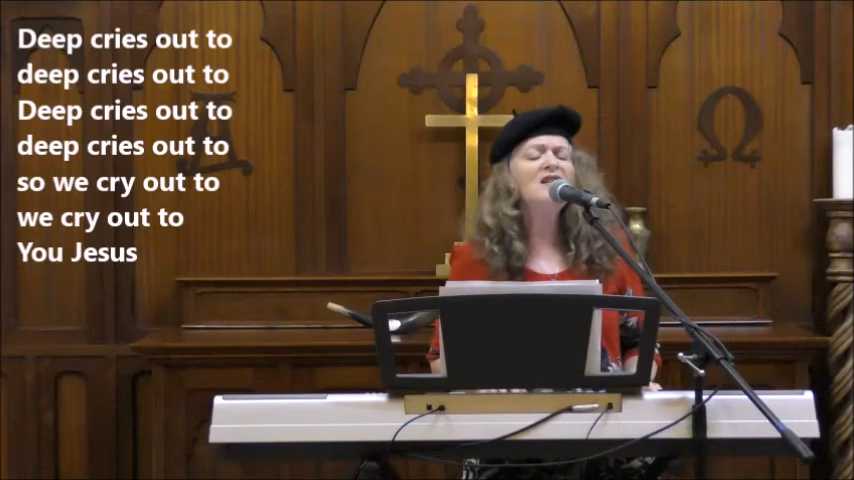 Deep cries out to
deep cries out to
Deep cries out to
deep cries out to
so we cry out to
we cry out to
You Jesus